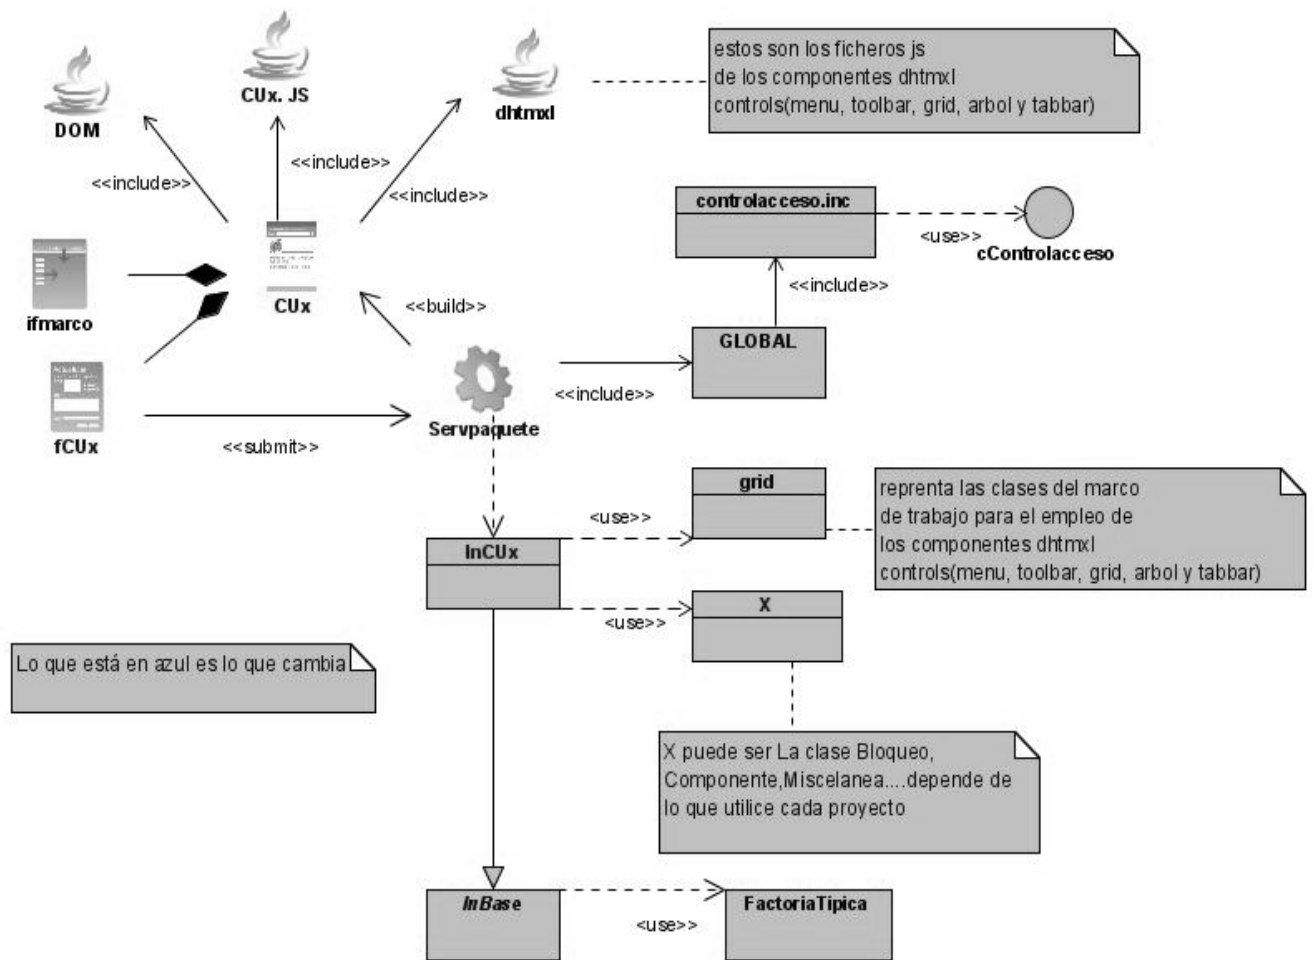 estos son los ficheros js
de los componentes dhtmxl
controls(menu, toolbar, grid, arbol y tabbar)
CUx. JS
dhtmxl
DOM
<<include>>
<<include>>
<<include>>
controlacceso.inc
<use>>
cControlacceso
<<include>>
ifmarco
CUx
<<build>>
GLOBAL
<<include>>
Servpaquete
fCUx
<<submit>>
grid
reprenta las clases del marco
de trabajo para el empleo de
los componentes dhtmxl
controls(menu, toolbar, grid, arbol y tabbar)
<use>>
InCUx
X
<use>>
Lo que está en azul es lo que cambia
X puede ser La clase Bloqueo,
Componente,Miscelanea....depende de
lo que utilice cada proyecto
InBase
FactoriaTipica
<use>>